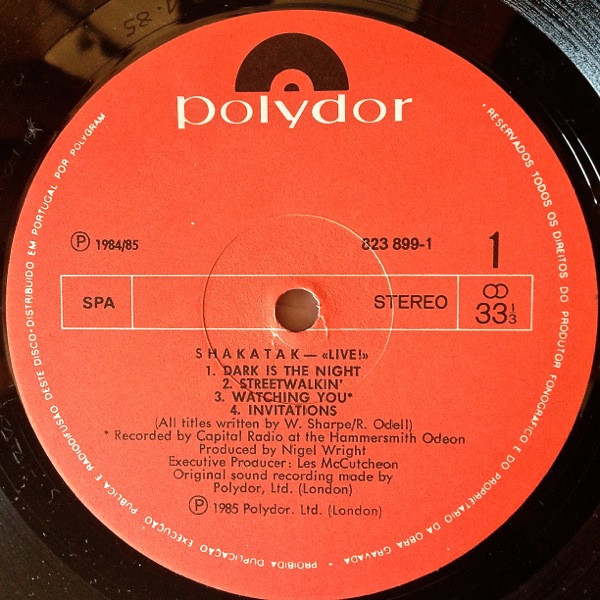 polydor
Ⓟ 1984/85
823 899-1
1
SPA
STEREO
33 1/3
SHAKATAK — «LIVE!»
1. DARK IS THE NIGHT
2. STREETWALKIN'
3. WATCHING YOU*
4. INVITATIONS
(All titles written by W. Sharpe/R. Odell)
* Recorded by Capital Radio at the Hammersmith Odeon
Produced by Nigel Wright
Executive Producer: Les McCutcheon
Original sound recording made by
Polydor, Ltd. (London)
Ⓟ 1985 Polydor. Ltd. (London)
• RESERVADOS TODOS OS DIREITOS DO PRODUTOR FONOGRÁFICO E DO PROPRIETÁRIO DA OBRA GRAVADA • PROIBIDA DUPLICAÇÃO EXECUÇÃO PÚBLICA E RADIODIFUSÃO DESTE DISCO • DISTRIBUIDO EM PORTUGAL POR POLYGRAM